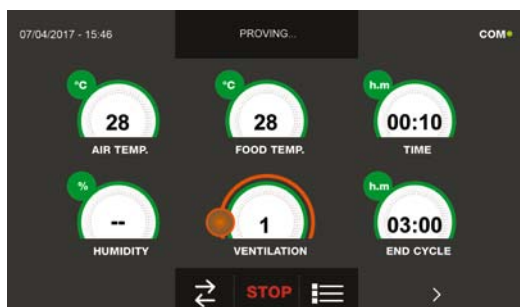 07/04/2017 - 15:46
PROVING...
COM
°C
28
AIR TEMP.
°C
28
FOOD TEMP.
h.m
00:10
TIME
%
--
HUMIDITY
1
VENTILATION
h.m
03:00
END CYCLE
STOP